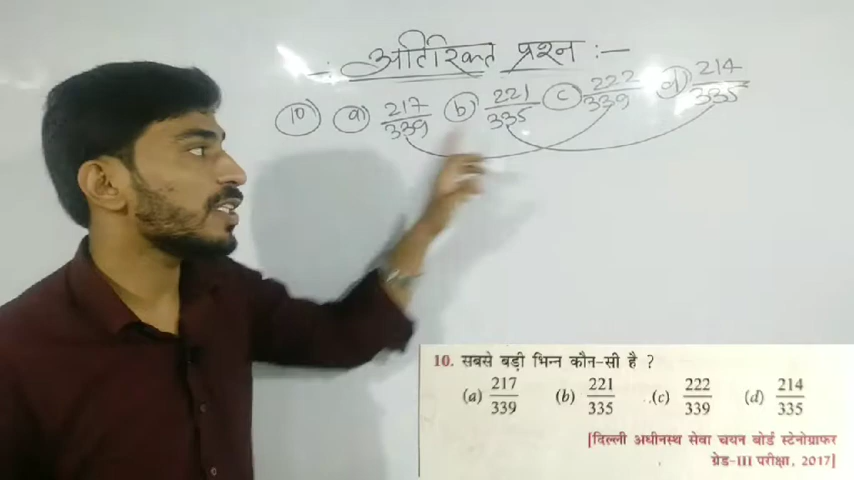 -: अतिरिक्त प्रश्न :-
10 a) 217/339 b) 221/335 c) 222/339 d) 214/335
10. सबसे बड़ी भिन्न कौन-सी है ?
(a) 217/339 (b) 221/335 (c) 222/339 (d) 214/335
[दिल्ली अधीनस्थ सेवा चयन बोर्ड स्टेनोग्राफर
ग्रेड-III परीक्षा, 2017]